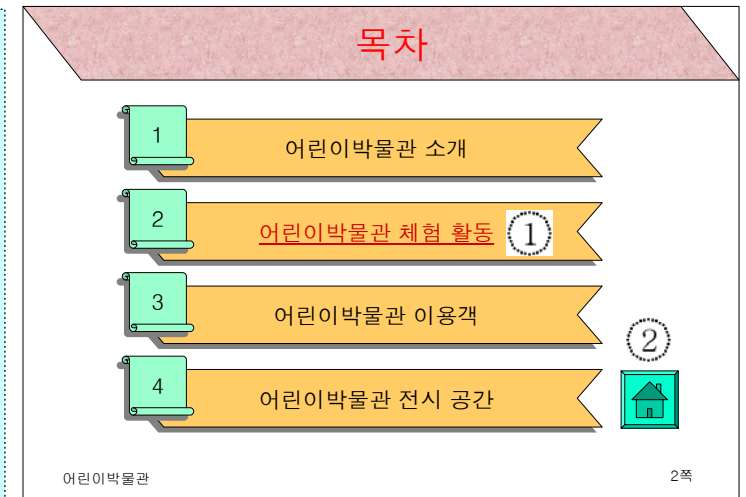 목차
1
어린이박물관 소개
2
어린이박물관 체험 활동 ①
3
어린이박물관 이용객
②
4
어린이박물관 전시 공간
어린이박물관
2쪽